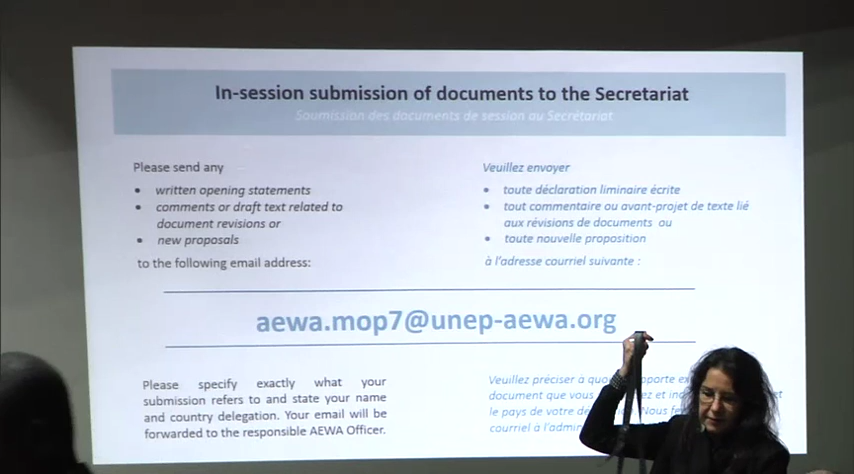 In-session submission of documents to the Secretariat
Soumission des documents de session au Secrétariat
Please send any
• written opening statements
• comments or draft text related to
document revisions or
• new proposals
to the following email address:
Veuillez envoyer
• toute déclaration liminaire écrite
• tout commentaire ou avant-projet de texte lié
aux révisions de documents ou
• toute nouvelle proposition
à l'adresse courriel suivante :
aewa.mop7@unep-aewa.org
Please specify exactly what your
submission refers to and state your name
and country delegation. Your email will be
forwarded to the responsible AEWA Officer.
Veuillez préciser à
document que vous et
le pays de votre Nous
courriel à